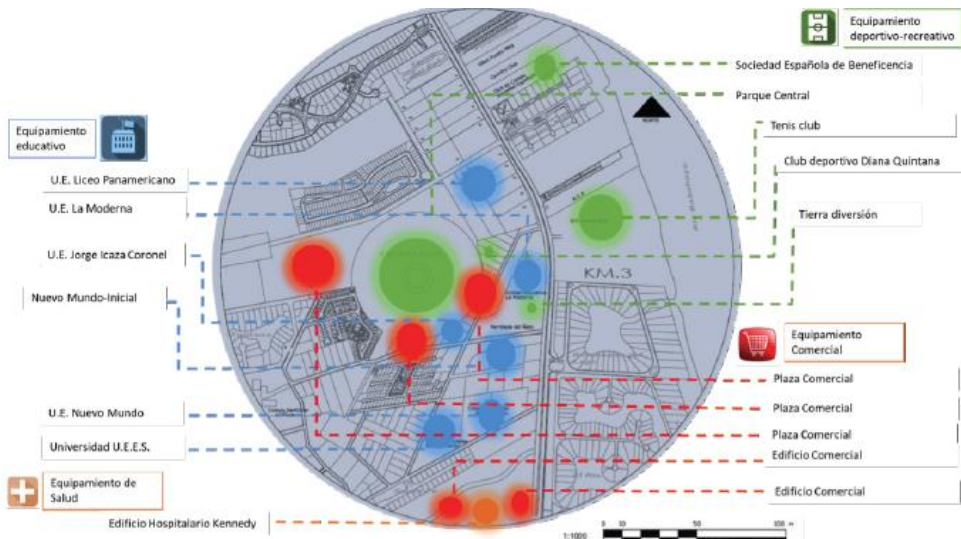 Equipamiento
deportivo-recreativo
Sociedad Española de Beneficencia
Parque Central
Tenis club
Club deportivo Diana Quintana
Tierra diversión
Equipamiento
educativo
U.E. Liceo Panamericano
U.E. La Moderna
U.E. Jorge Icaza Coronel
Nuevo Mundo-Inicial
U.E. Nuevo Mundo
Universidad U.E.E.S.
Equipamiento de
Salud
Edificio Hospitalario Kennedy
NORTE
KM.3
Equipamiento
Comercial
Plaza Comercial
Plaza Comercial
Plaza Comercial
Edificio Comercial
Edificio Comercial
1:1000